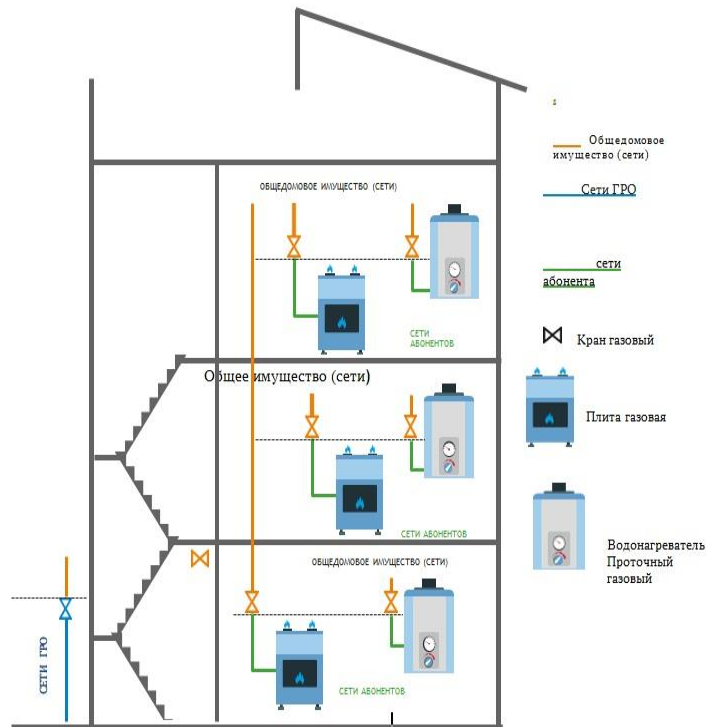 ОБЩЕДОМОВОЕ ИМУЩЕСТВО (СЕТИ)
СЕТИ
АБОНЕНТОВ
Общее имущество (сети)
СЕТИ АБОНЕНТОВ
ОБЩЕДОМОВОЕ ИМУЩЕСТВО (СЕТИ)
СЕТИ АБОНЕНТОВ
СЕТИ ГРО
Общедомовое
имущество (сети)
Сети ГРО
сети
абонента
Кран газовый
Плита газовая
Водонагреватель
Проточный
газовый